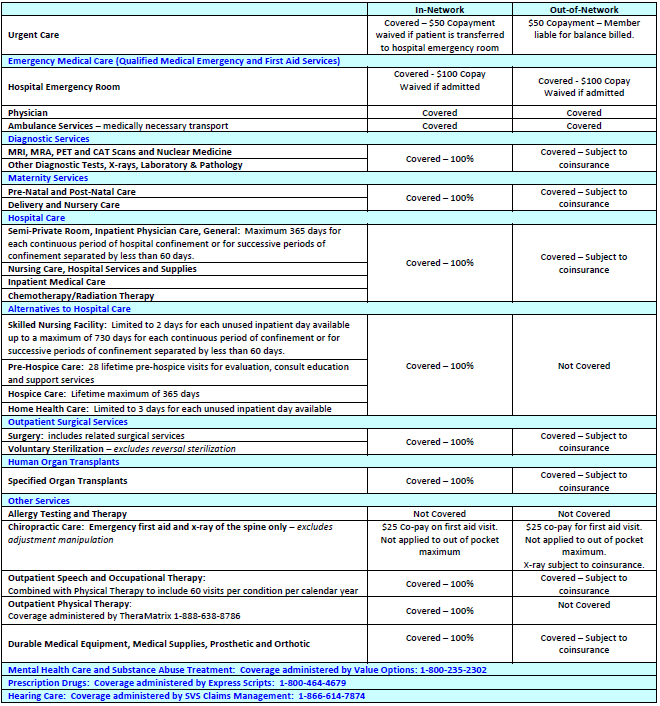 In-Network Out-of-Network
Urgent Care
Covered – $50 Copayment
waived if patient is transferred
to hospital emergency room
$50 Copayment – Member
liable for balance billed.
Emergency Medical Care (Qualified Medical Emergency and First Aid Services)
Hospital Emergency Room
Covered - $100 Copay
Waived if admitted
Covered - $100 Copay
Waived if admitted
Physician Covered Covered
Ambulance Services – medically necessary transport Covered Covered
Diagnostic Services
MRI, MRA, PET and CAT Scans and Nuclear Medicine
Other Diagnostic Tests, X-rays, Laboratory & Pathology
Covered – 100%
Covered – Subject to
coinsurance
Maternity Services
Pre-Natal and Post-Natal Care
Delivery and Nursery Care
Covered – 100%
Covered – Subject to
coinsurance
Hospital Care
Semi-Private Room, Inpatient Physician Care, General: Maximum 365 days for
each continuous period of hospital confinement or for successive periods of
confinement separated by less than 60 days.
Nursing Care, Hospital Services and Supplies
Inpatient Medical Care
Chemotherapy/Radiation Therapy
Covered – 100%
Covered – Subject to
coinsurance
Alternatives to Hospital Care
Skilled Nursing Facility: Limited to 2 days for each unused inpatient day available
up to a maximum of 730 days for each continuous period of confinement or for
successive periods of confinement separated by less than 60 days.
Pre-Hospice Care: 28 lifetime pre-hospice visits for evaluation, consult education
and support services
Hospice Care: Lifetime maximum of 365 days
Home Health Care: Limited to 3 days for each unused inpatient day available
Covered – 100%
Not Covered
Outpatient Surgical Services
Surgery: includes related surgical services
Voluntary Sterilization – excludes reversal sterilization
Covered – 100%
Covered – Subject to
coinsurance
Human Organ Transplants
Specified Organ Transplants
Covered – 100%
Covered – Subject to
coinsurance
Other Services
Allergy Testing and Therapy Not Covered Not Covered
Chiropractic Care: Emergency first aid and x-ray of the spine only – excludes
adjustment manipulation
$25 Co-pay on first aid visit.
Not applied to out of pocket
maximum
$25 co-pay for first aid visit.
Not applied to out of pocket
maximum.
X-ray subject to coinsurance.
Outpatient Speech and Occupational Therapy:
Combined with Physical Therapy to include 60 visits per condition per calendar year
Covered – 100%
Covered – Subject to
coinsurance
Outpatient Physical Therapy:
Coverage administered by TheraMatrix 1-888-638-8786
Covered – 100%
Not Covered
Durable Medical Equipment, Medical Supplies, Prosthetic and Orthotic
Covered – 100%
Covered – Subject to
coinsurance
Mental Health Care and Substance Abuse Treatment: Coverage administered by Value Options: 1-800-235-2302
Prescription Drugs: Coverage administered by Express Scripts: 1-800-464-4679
Hearing Care: Coverage administered by SVS Claims Management: 1-866-614-7874